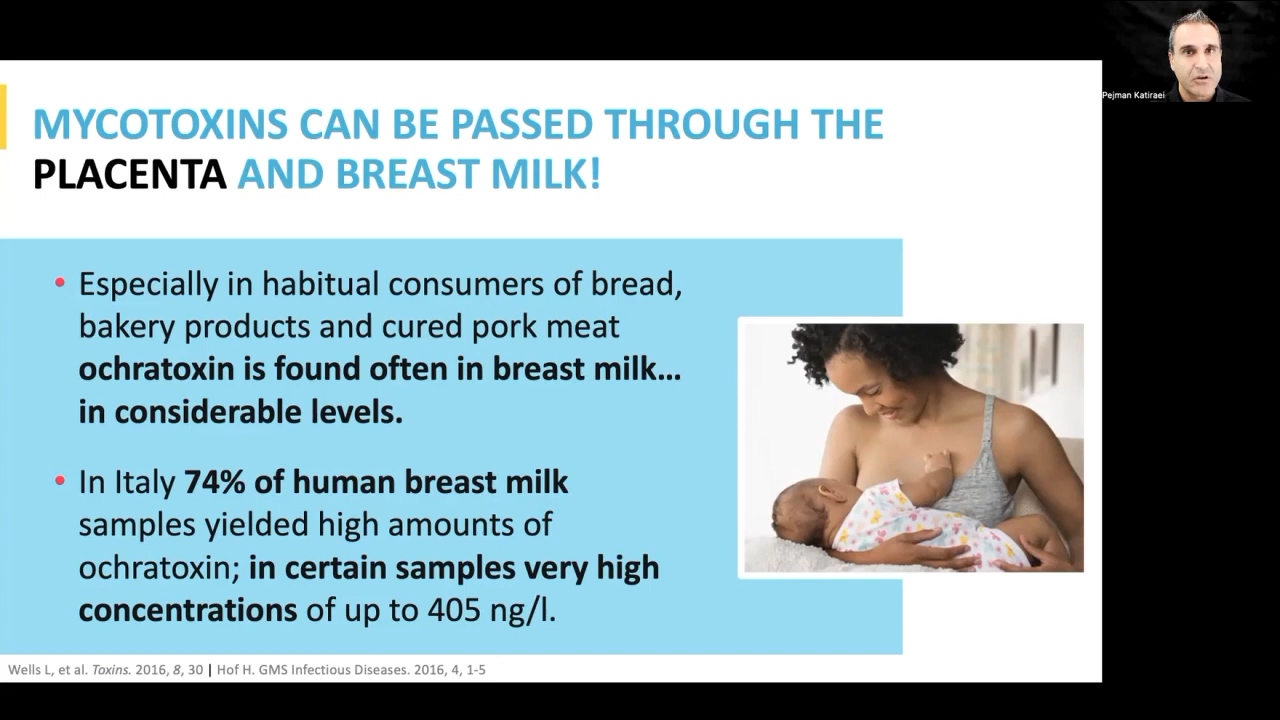 MYCOTOXINS CAN BE PASSED THROUGH THE
PLACENTA AND BREAST MILK!
• Especially in habitual consumers of bread,
bakery products and cured pork meat
ochratoxin is found often in breast milk...
in considerable levels.
• In Italy 74% of human breast milk
samples yielded high amounts of
ochratoxin; in certain samples very high
concentrations of up to 405 ng/l.
Wells L, et al. Toxins. 2016, 8, 30 | Hof H. GMS Infectious Diseases. 2016, 4, 1-5
Pejman Katiraei